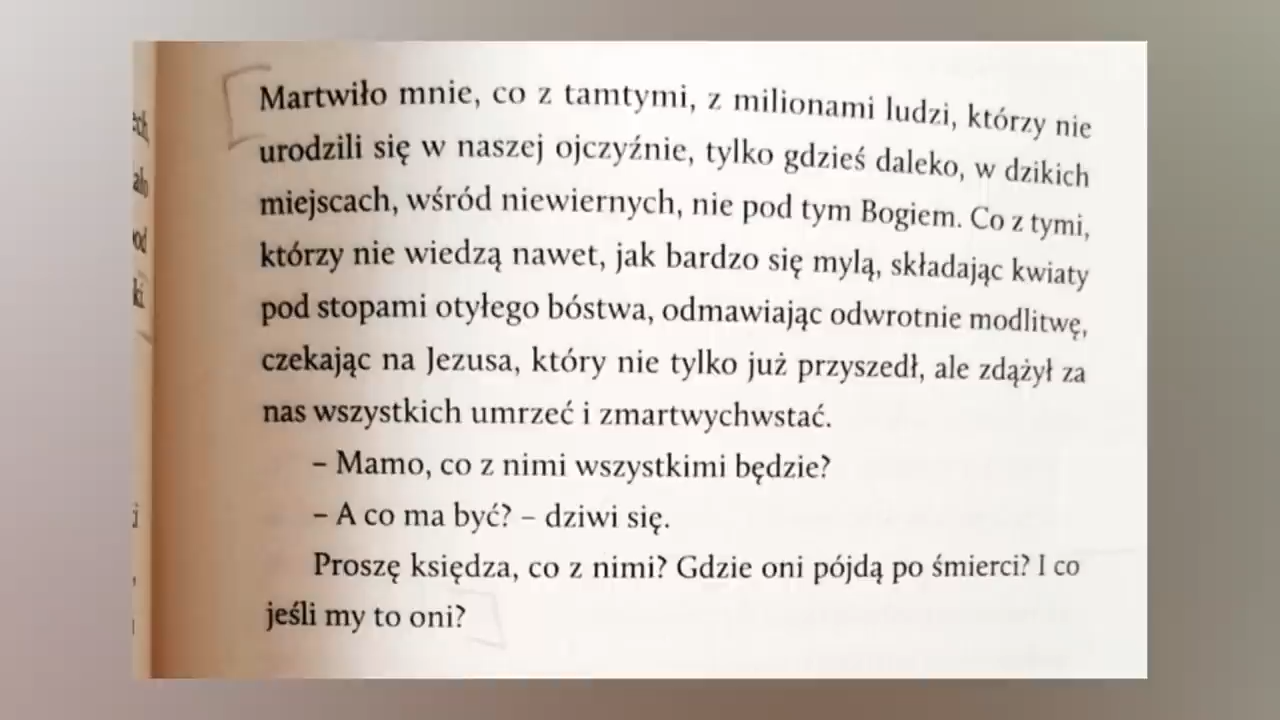 Martwiło mnie, co z tamtymi, z milionami ludzi, którzy nie
urodzili się w naszej ojczyźnie, tylko gdzieś daleko, w dzikich
miejscach, wśród niewiernych, nie pod tym Bogiem. Co z tymi,
którzy nie wiedzą nawet, jak bardzo się mylą, składając kwiaty
pod stopami otyłego bóstwa, odmawiając odwrotnie modlitwę,
czekając na Jezusa, który nie tylko już przyszedł, ale zdążył za
nas wszystkich umrzeć i zmartwychwstać.
– Mamo, co z nimi wszystkimi będzie?
– A co ma być? – dziwi się.
Proszę księdza, co z nimi? Gdzie oni pójdą po śmierci? I co
jeśli my to oni?